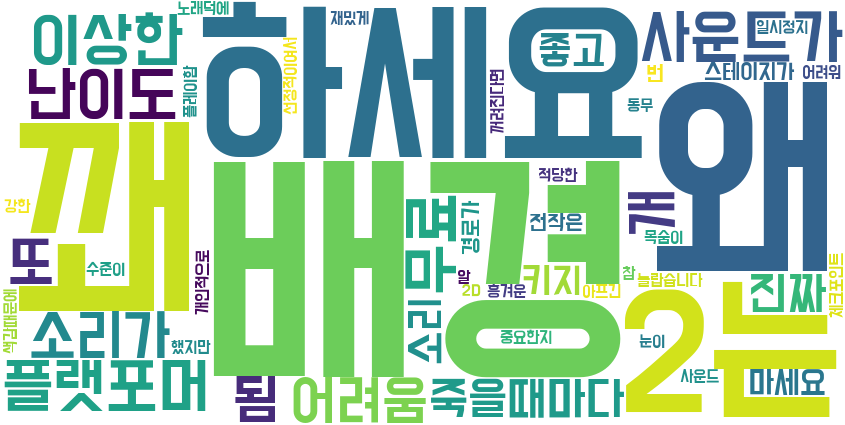 노래덕에
이상한
하세요
재밌게
사운드가
일시정지
좋고
난이도
플레이함
선정적이여서
꺼려진다면
번
스테이지가
어려워
동무
깨
배경
왜
무료
적당한
전작은
개
강한
또
수준이
개인적으로
경로가
목숨이
키지
참
놀랍습니다
알
2D
흥겨운
아프긴
진짜
체크포인트
색감때문에
소리가
했지만
소리
중요한지
2
눈
눈이
플랫포머
됨
어려움
죽을때마다
사운드
마세요